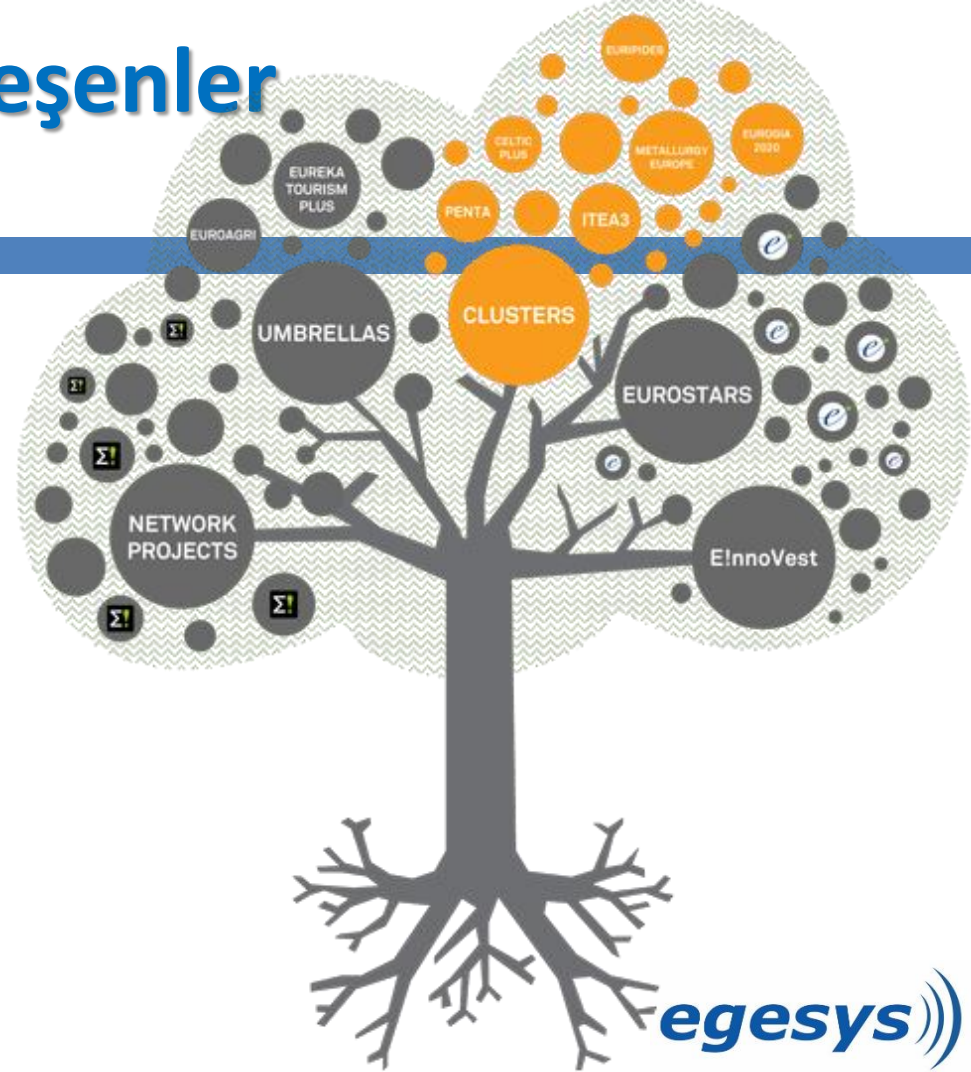 eşenler
EURIPIDES
CELTIC
PLUS
METALLURGY
EUROPE
EUROGIA
2020
EUREKA
TOURISM
PLUS
PENTA
ITEA3
EUROAGRI
CLUSTERS
UMBRELLAS
EUROSTARS
NETWORK
PROJECTS
E!nnoVest
Σ!
Σ!
Σ!
Σ!
Σ!
e
e
e
e
e
e
egesys